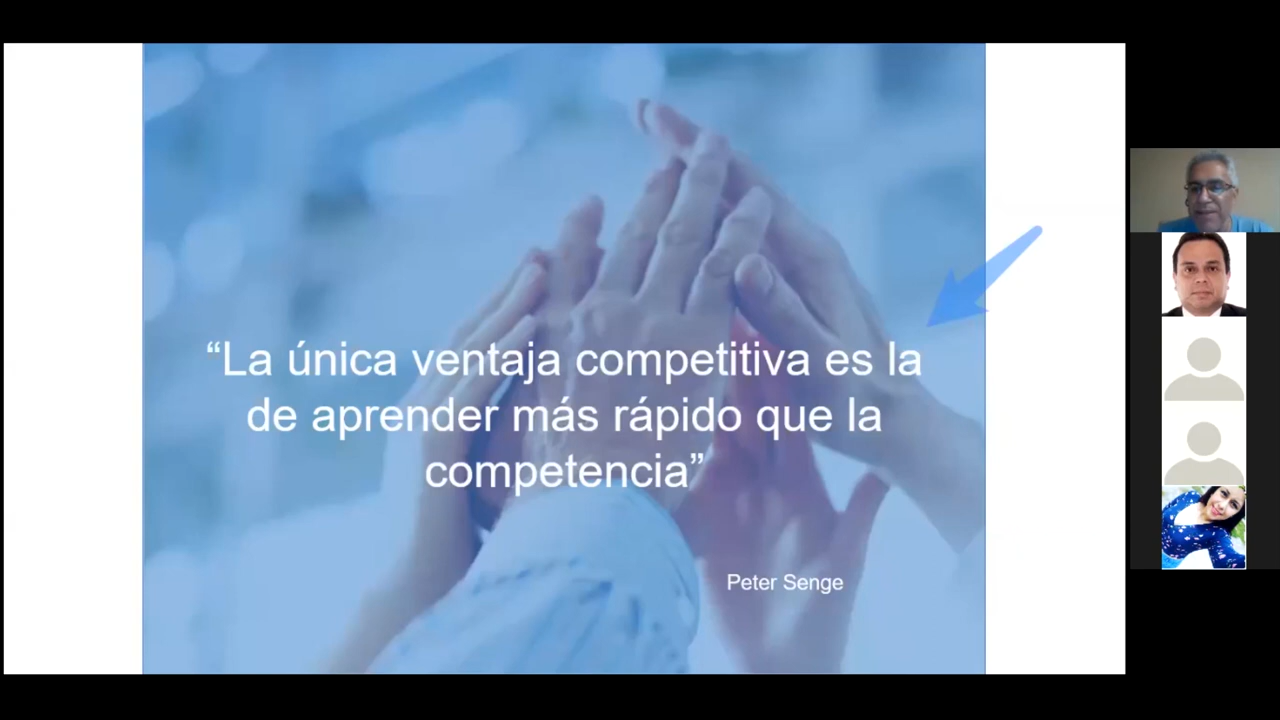 “La única ventaja competitiva es la
de aprender más rápido que la
competencia”
Peter Senge